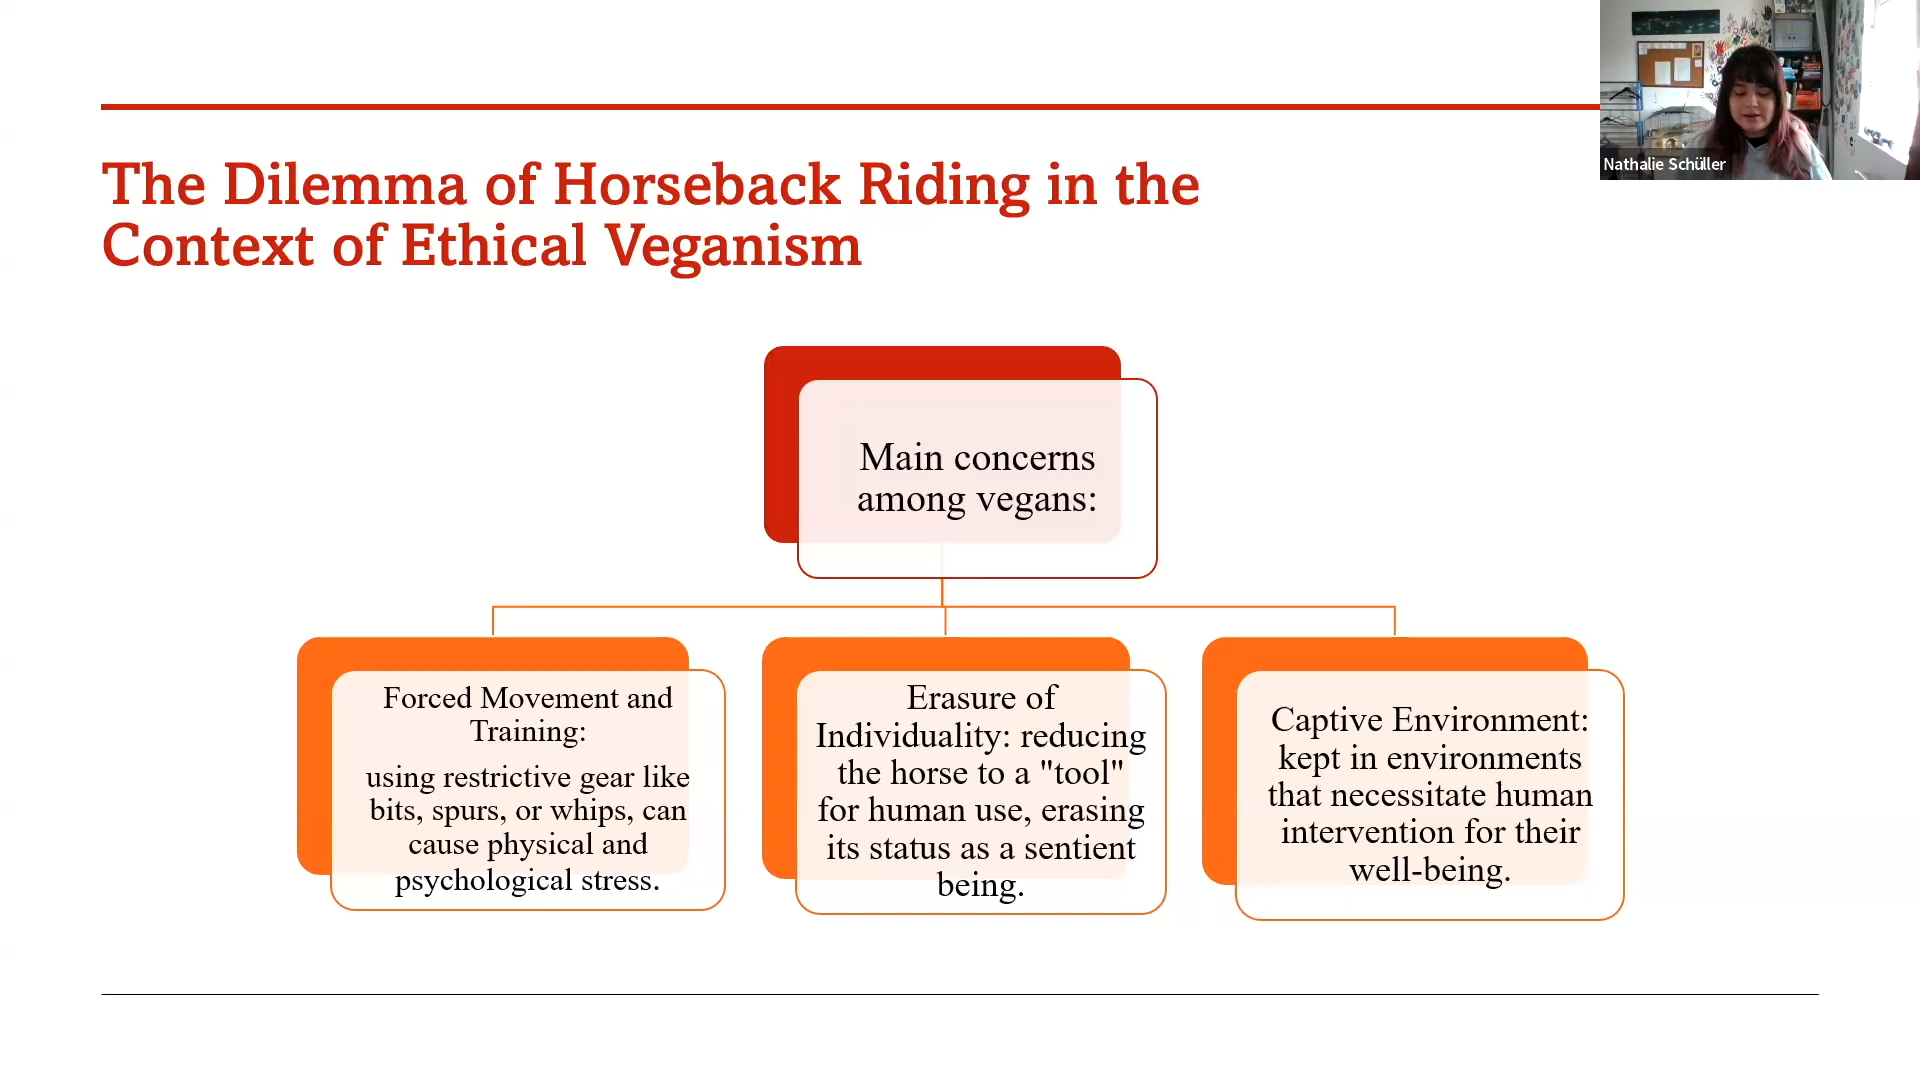 Nathalie Schüller
The Dilemma of Horseback Riding in the
Context of Ethical Veganism
Main concerns
among vegans:
Forced Movement and
Training:
using restrictive gear like
bits, spurs, or whips, can
cause physical and
psychological stress.
Erasure of
Individuality: reducing
the horse to a "tool"
for human use, erasing
its status as a sentient
being.
Captive Environment:
kept in environments
that necessitate human
intervention for their
well-being.